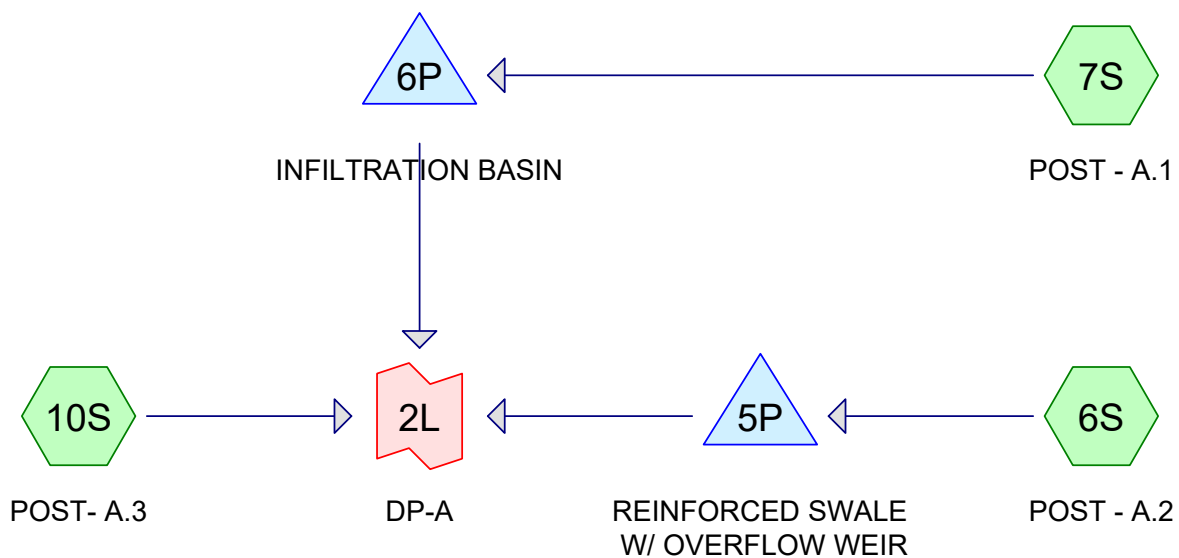 6P
7S
INFILTRATION BASIN
POST - A.1
10S
2L
5P
6S
POST- A.3
DP-A
REINFORCED SWALE
W/ OVERFLOW WEIR
POST - A.2